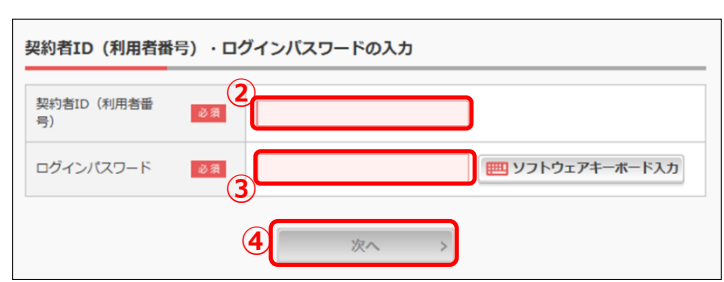 契約者ID（利用者番号）・ログインパスワードの入力
②
契約者ID（利用者番
号）
必須
ログインパスワード
必須
ソフトウェアキーボード入力
③
④
次へ